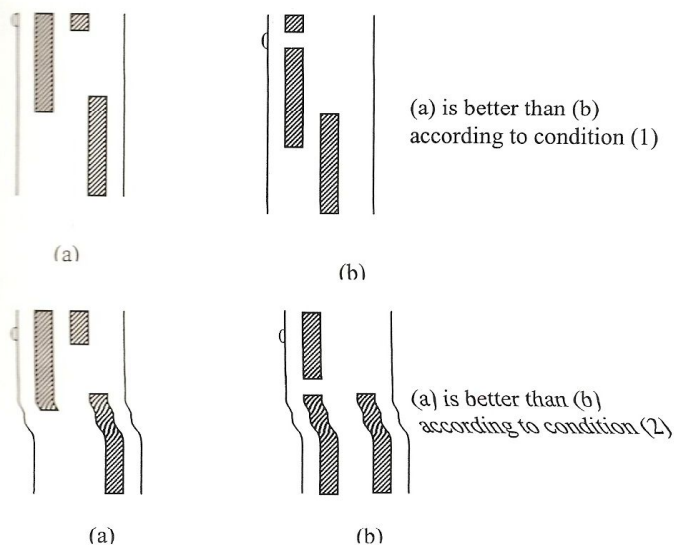 (a) is better than (b)
according to condition (1)
(a)
(b)
(a) is better than (b)
according to condition (2)
(a)
(b)